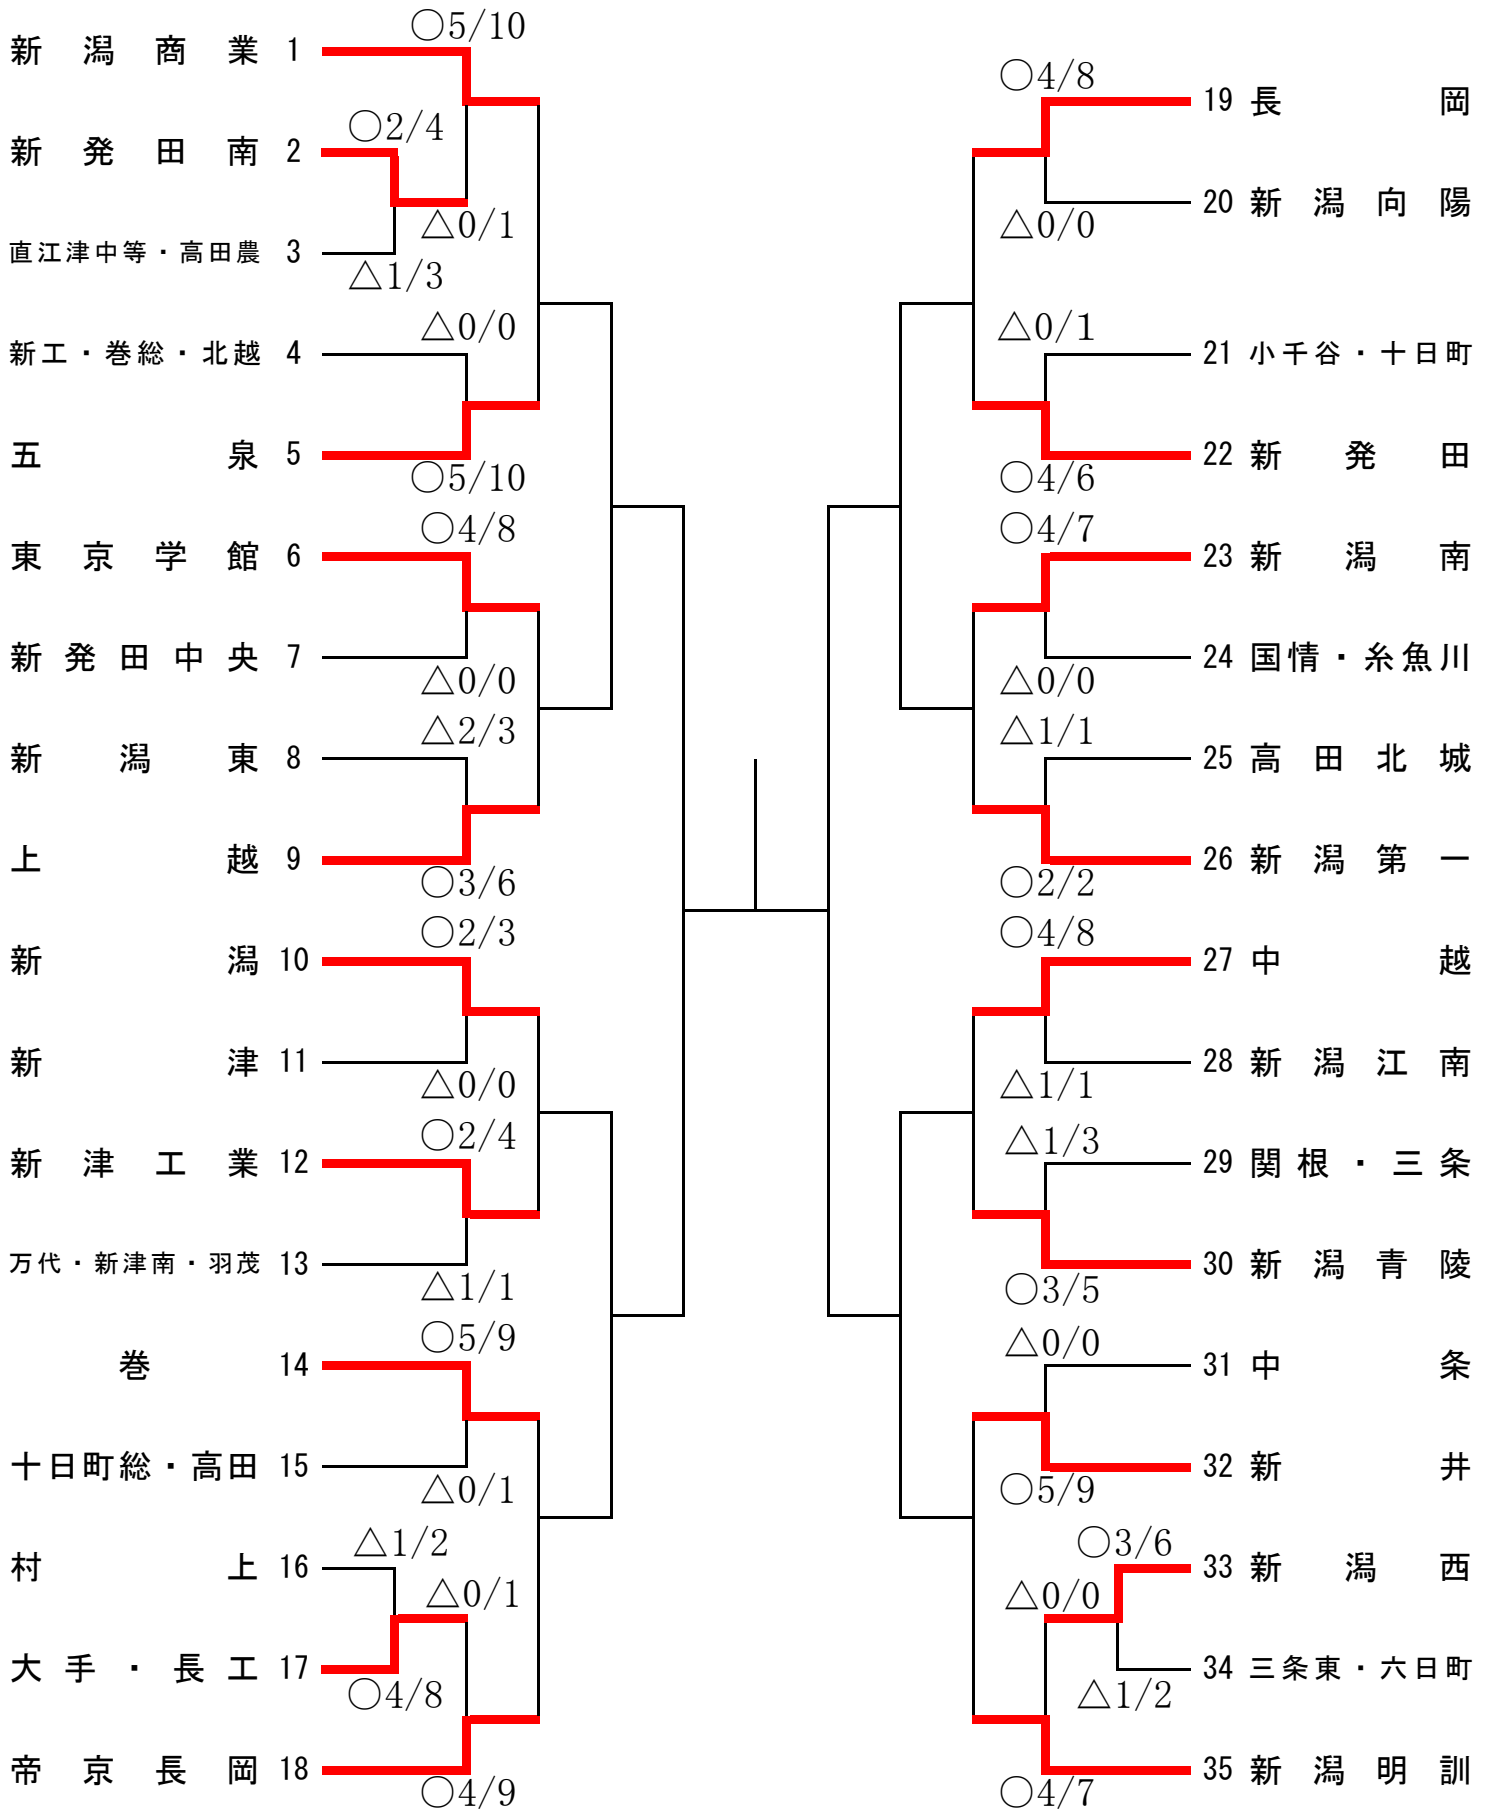 ○5/10
新潟商業 1
○2/4
新発田南 2
△0/1
直江津中等・高田農 3
△1/3
△0/0
新工・巻総・北越 4
五泉 5
○5/10
○4/8
東京学館 6
新発田中央 7
△0/0
△2/3
新潟東 8
上越 9
○3/6
○2/3
新潟 10
新津 11
△0/0
○2/4
新津工業 12
万代・新津南・羽茂 13
△1/1
○5/9
巻 14
十日町総・高田 15
△0/1
△1/2
村上 16
△0/1
大手・長工 17
○4/8
帝京長岡 18
○4/9
○4/8
19 長岡
20 新潟向陽
△0/0
△0/1
21 小千谷・十日町
22 新発田
○4/6
○4/7
23 新潟南
24 国情・糸魚川
△0/0
△1/1
25 高田北城
26 新潟第一
○2/2
○4/8
27 中越
28 新潟江南
△1/1
△1/3
29 関根・三条
30 新潟青陵
○3/5
△0/0
31 中条
32 新井
○5/9
○3/6
33 新潟西
△0/0
34 三条東・六日町
△1/2
35 新潟明訓
○4/7